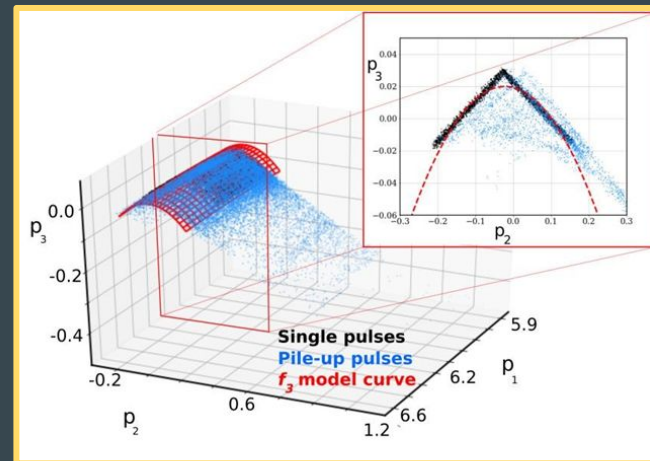 p3
0.04
0.02
0.00
−0.02
−0.04
−0.06
−0.3
−0.2
−0.1
0.0
0.1
0.2
0.3
p2
0.0
-0.2
-0.4
p3
-0.2
0.6
1.2
p2
5.9
6.2
6.6
p1
Single pulses
Pile-up pulses
f3 model curve